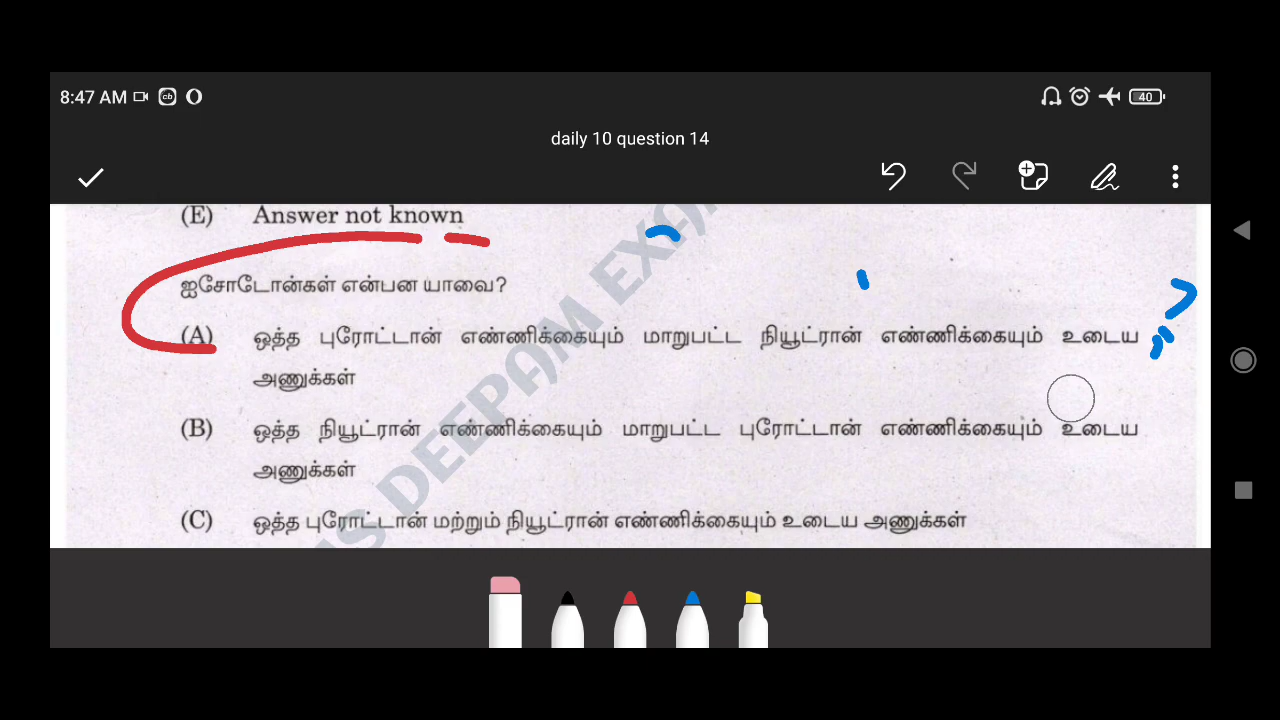 8:47 AM
40
daily 10 question 14
(E) Answer not known
ஐசோடோன்கள் என்பன யாவை?
(A) ஒத்த புரோட்டான் எண்ணிக்கையும் மாறுபட்ட நியூட்ரான் எண்ணிக்கையும் உடைய
அணுக்கள்
(B) ஒத்த நியூட்ரான் எண்ணிக்கையும் மாறுபட்ட புரோட்டான் எண்ணிக்கையும் உடைய
அணுக்கள்
(C) ஒத்த புரோட்டான் மற்றும் நியூட்ரான் எண்ணிக்கையும் உடைய அணுக்கள்
DEEPAM